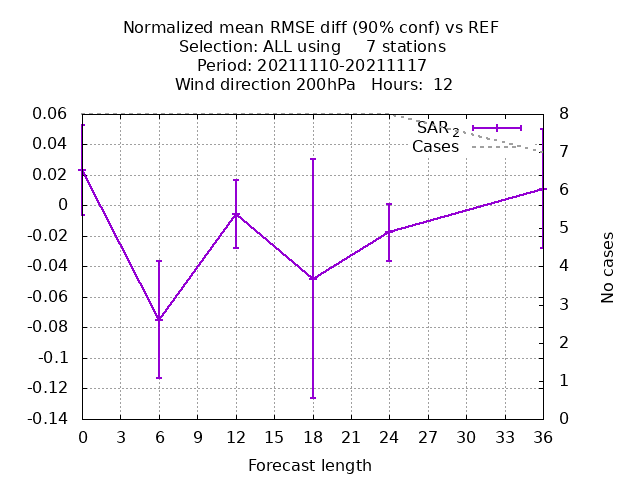 Normalized mean RMSE diff (90% conf) vs REF
Selection: ALL using 7 stations
Period: 20211110-20211117
Wind direction 200hPa Hours: 12
0.06
0.04
0.02
0
-0.02
-0.04
-0.06
-0.08
-0.1
-0.12
-0.14
SAR2
Cases
8
7
6
5
4
3
2
1
0
No cases
0 3 6 9 12 15 18 21 24 27 30 33 36
Forecast length